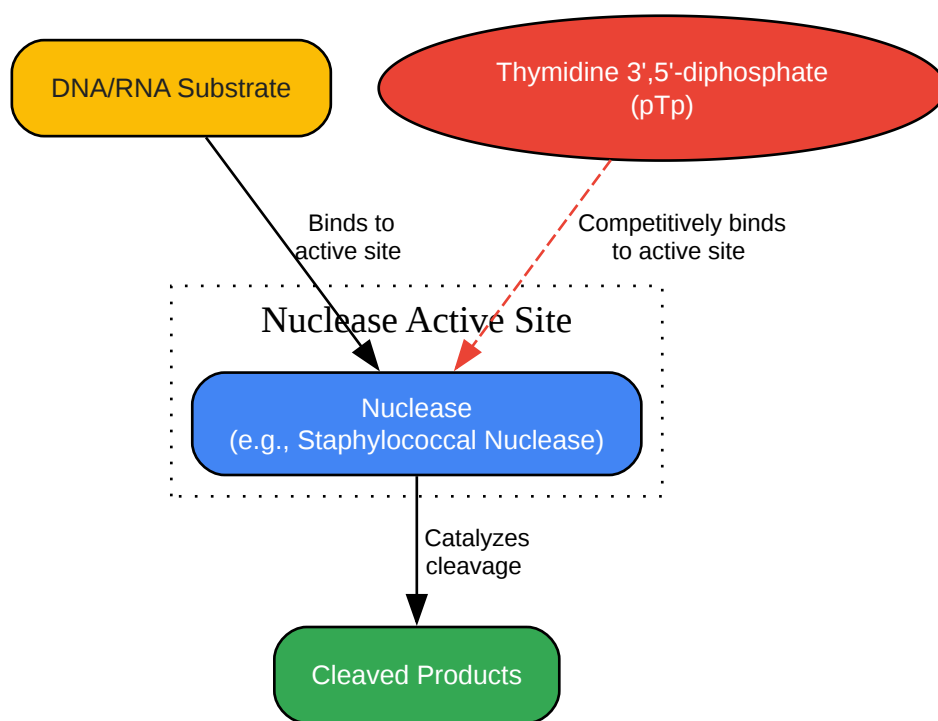 DNA/RNA Substrate
Thymidine 3',5'-diphosphate
(pTp)
Binds to
active site
Competitively binds
to active site
Nuclease Active Site
Nuclease
(e.g., Staphylococcal Nuclease)
Catalyzes
cleavage
Cleaved Products